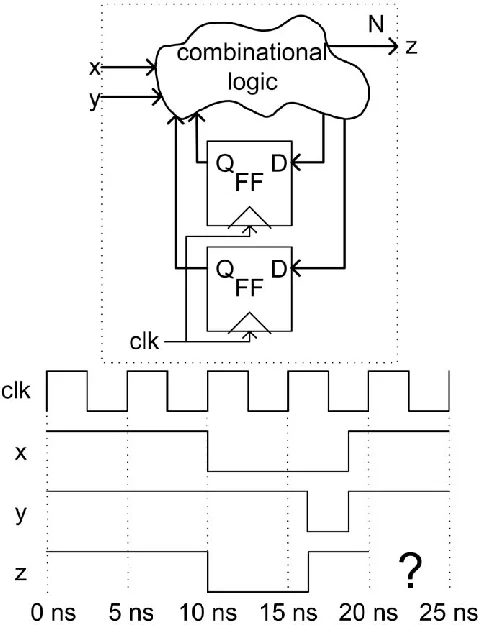 N
combinational
logic
z
x
y
Q D
FF
Q D
FF
clk
clk
x
y
z
?
0 ns 5 ns 10 ns 15 ns 20 ns 25 ns